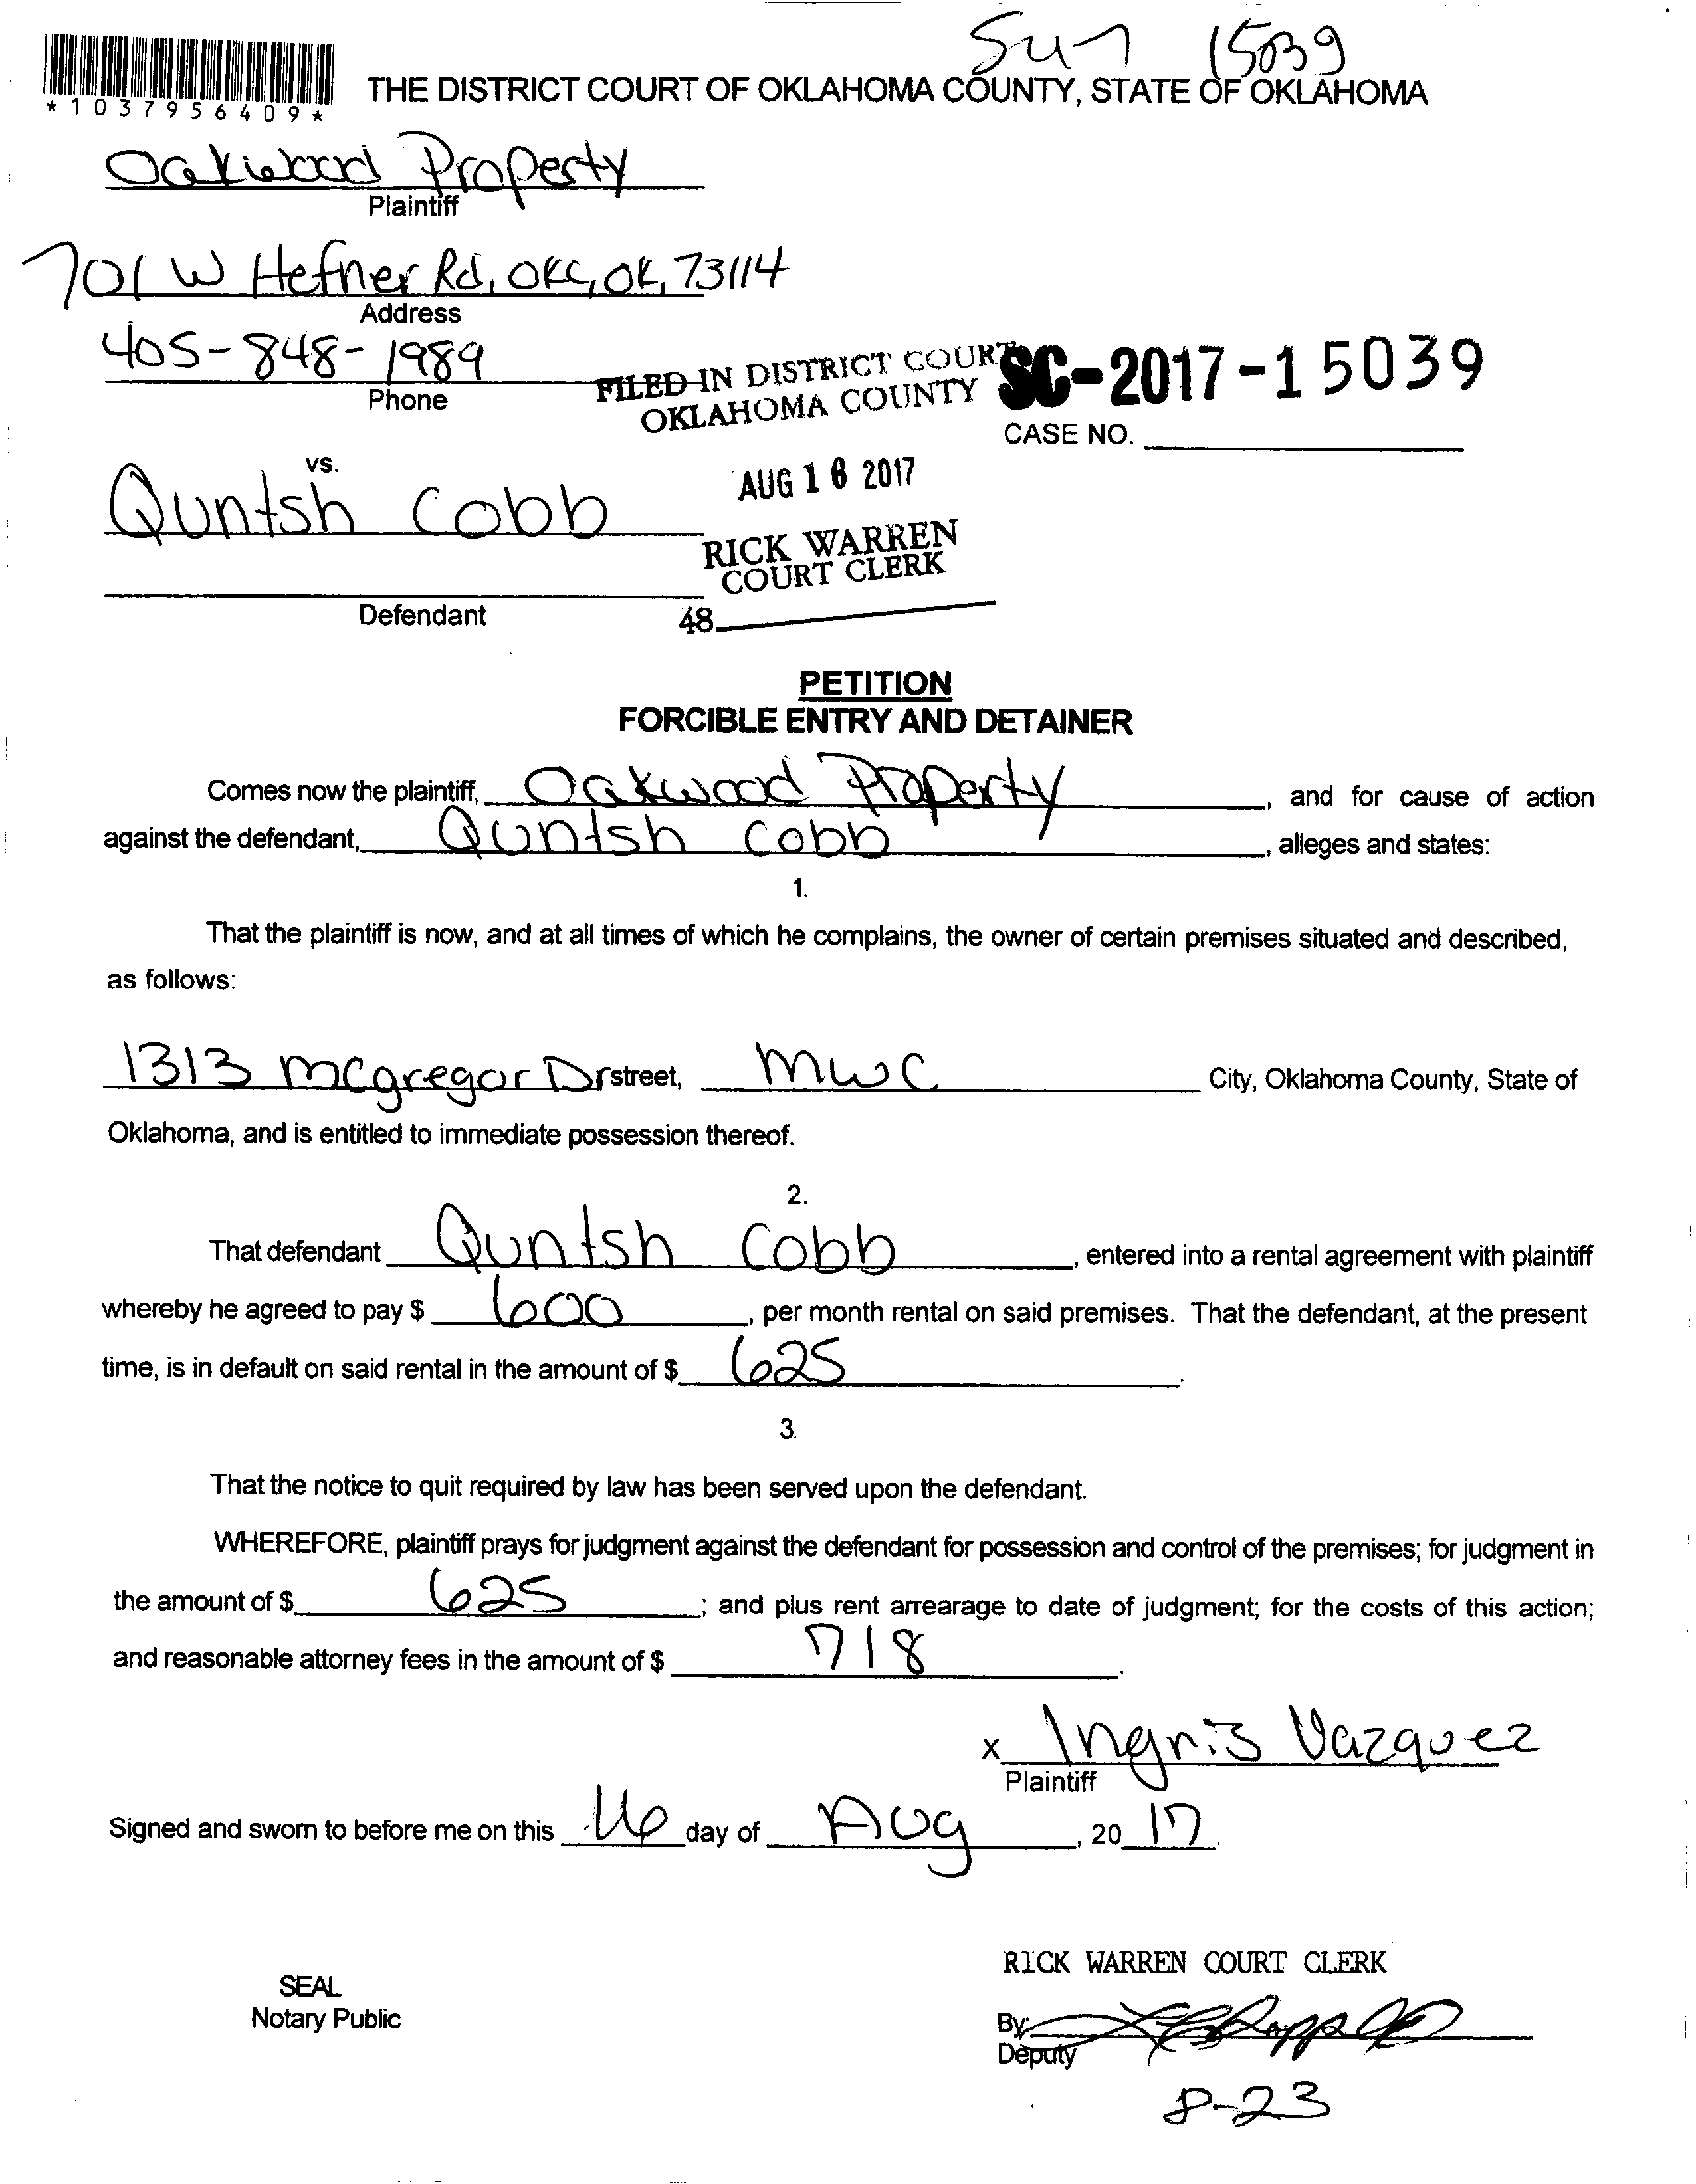 15039
THE DISTRICT COURT OF OKLAHOMA COUNTY, STATE OF OKLAHOMA
*1037956409*
Oakwood Property
Plaintiff
701 W Hefner Rd, OKC, OK, 73114
Address
405-848-1989
Phone
FILED IN DISTRICT COURT
OKLAHOMA COUNTY
SC-2017-15039
CASE NO.
vs.
AUG 16 2017
Quntsh Cobb
RICK WARREN
COURT CLERK
Defendant
48
PETITION
FORCIBLE ENTRY AND DETAINER
Comes now the plaintiff, Oakwood Property, and for cause of action
against the defendant, Quntsh Cobb, alleges and states:
1.
That the plaintiff is now, and at all times of which he complains, the owner of certain premises situated and described,
as follows:
1313 mcgregor Dr street, mwc City, Oklahoma County, State of
Oklahoma, and is entitled to immediate possession thereof.
2.
That defendant Quntsh Cobb, entered into a rental agreement with plaintiff
whereby he agreed to pay $ 600, per month rental on said premises. That the defendant, at the present
time, is in default on said rental in the amount of $ 625.
3.
That the notice to quit required by law has been served upon the defendant.
WHEREFORE, plaintiff prays for judgment against the defendant for possession and control of the premises; for judgment in
the amount of $ 625; and plus rent arrearage to date of judgment; for the costs of this action;
and reasonable attorney fees in the amount of $ 718.
x Ingris Vazquez
Plaintiff
Signed and sworn to before me on this 16 day of Aug, 20 17.
RICK WARREN COURT CLERK
SEAL
Notary Public
By:
Deputy
8-23